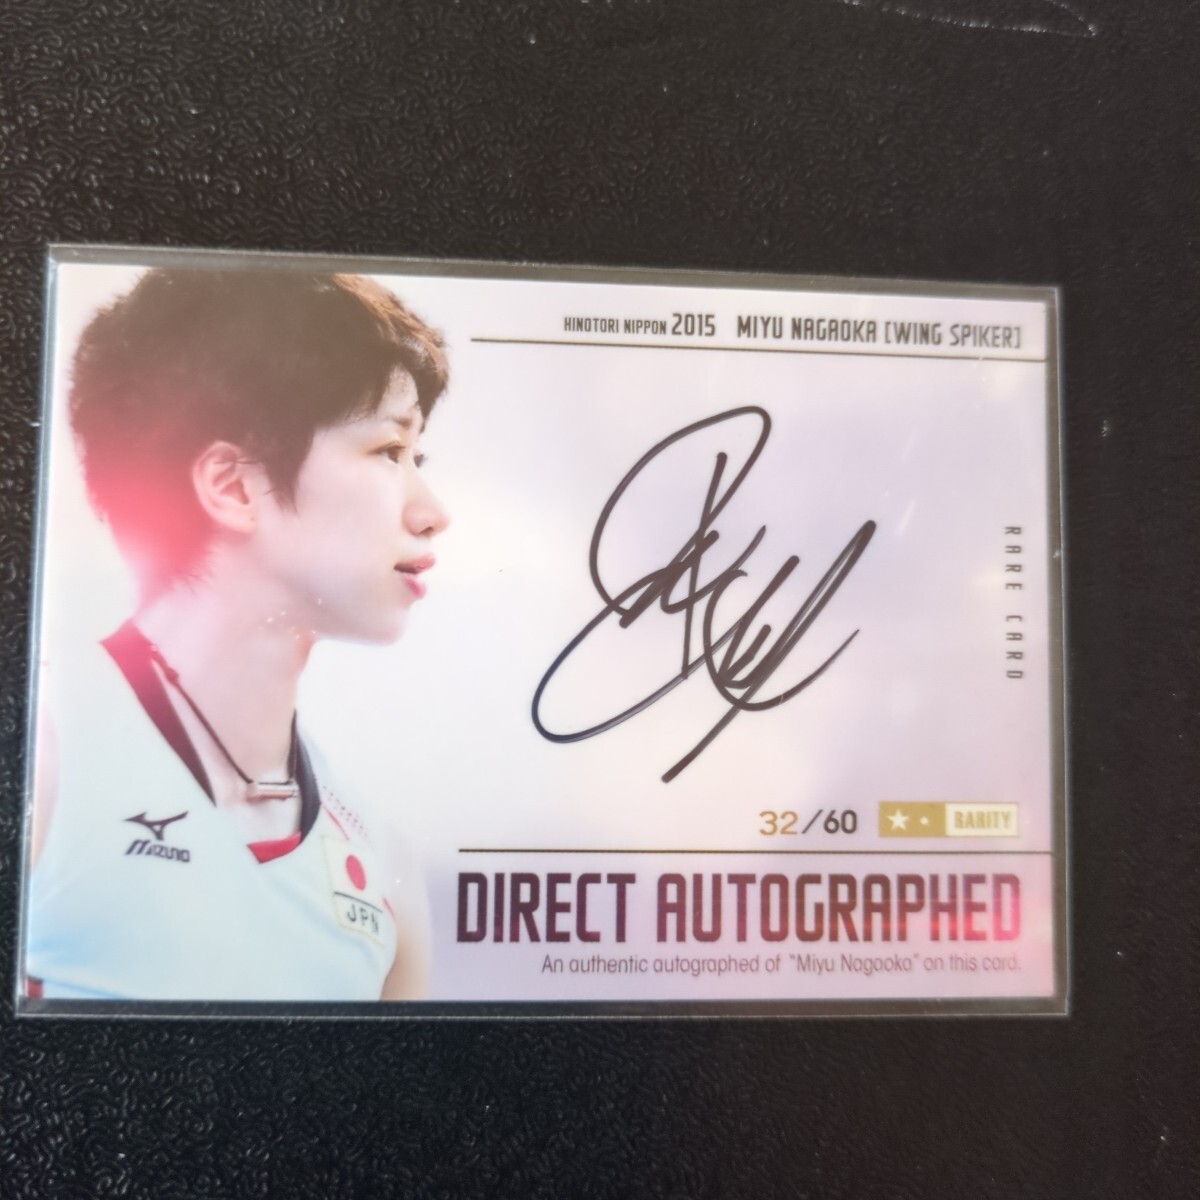 HINOTORI NIPPON 2015 MIYU NAGAOKA [WING SPIKER]
RARE CARD
MIZUNO
JPN
32/60 RARITY
DIRECT AUTOGRAPHED
An authentic autographed of "Miyu Nagaoka" on this card.